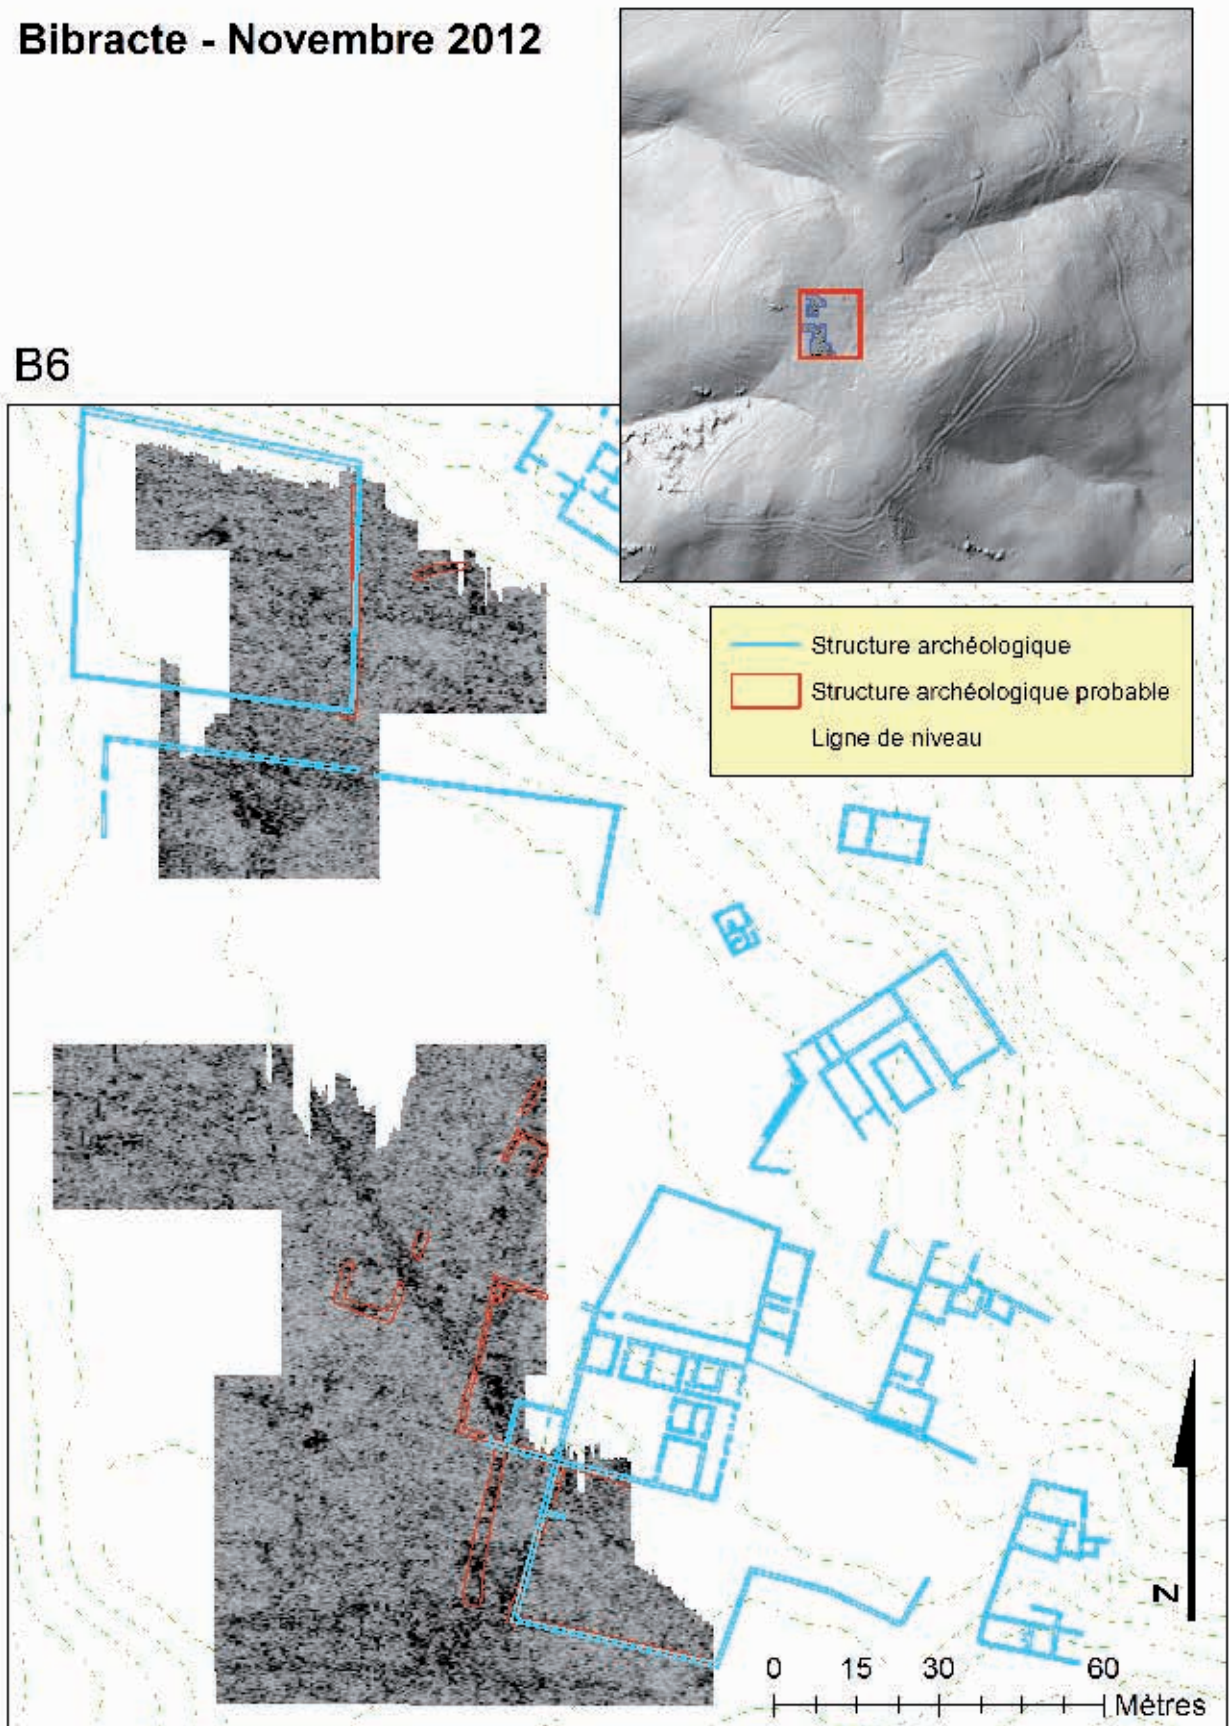 Bibracte - Novembre 2012
B6
Structure archéologique
Structure archéologique probable
Ligne de niveau
N
0 15 30 60
Mètres